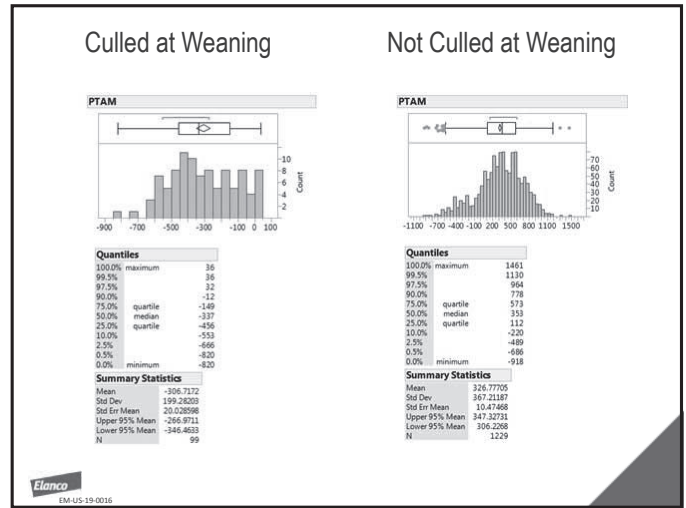 Culled at Weaning
Not Culled at Weaning
PTAM
10
8
6
4
2
Count
-900 -700 -500 -300 -100 0 100
Quantiles
100.0% maximum 36
99.5% 36
97.5% 32
90.0% -12
75.0% quartile -149
50.0% median -337
25.0% quartile -456
10.0% -553
2.5% -666
0.5% -820
0.0% minimum -820
Summary Statistics
Mean -306.7172
Std Dev 199.28203
Std Err Mean 20.028598
Upper 95% Mean -266.9711
Lower 95% Mean -346.4633
N 99
PTAM
70
60
50
40
30
20
10
Count
-1100 -700 -400 -100 200 500 800 1100 1500
Quantiles
100.0% maximum 1461
99.5% 1130
97.5% 964
90.0% 778
75.0% quartile 573
50.0% median 353
25.0% quartile 112
10.0% -220
2.5% -489
0.5% -686
0.0% minimum -918
Summary Statistics
Mean 326.77705
Std Dev 367.21187
Std Err Mean 10.47468
Upper 95% Mean 347.32731
Lower 95% Mean 306.2268
N 1229
Elanco
EM-US-19-0016